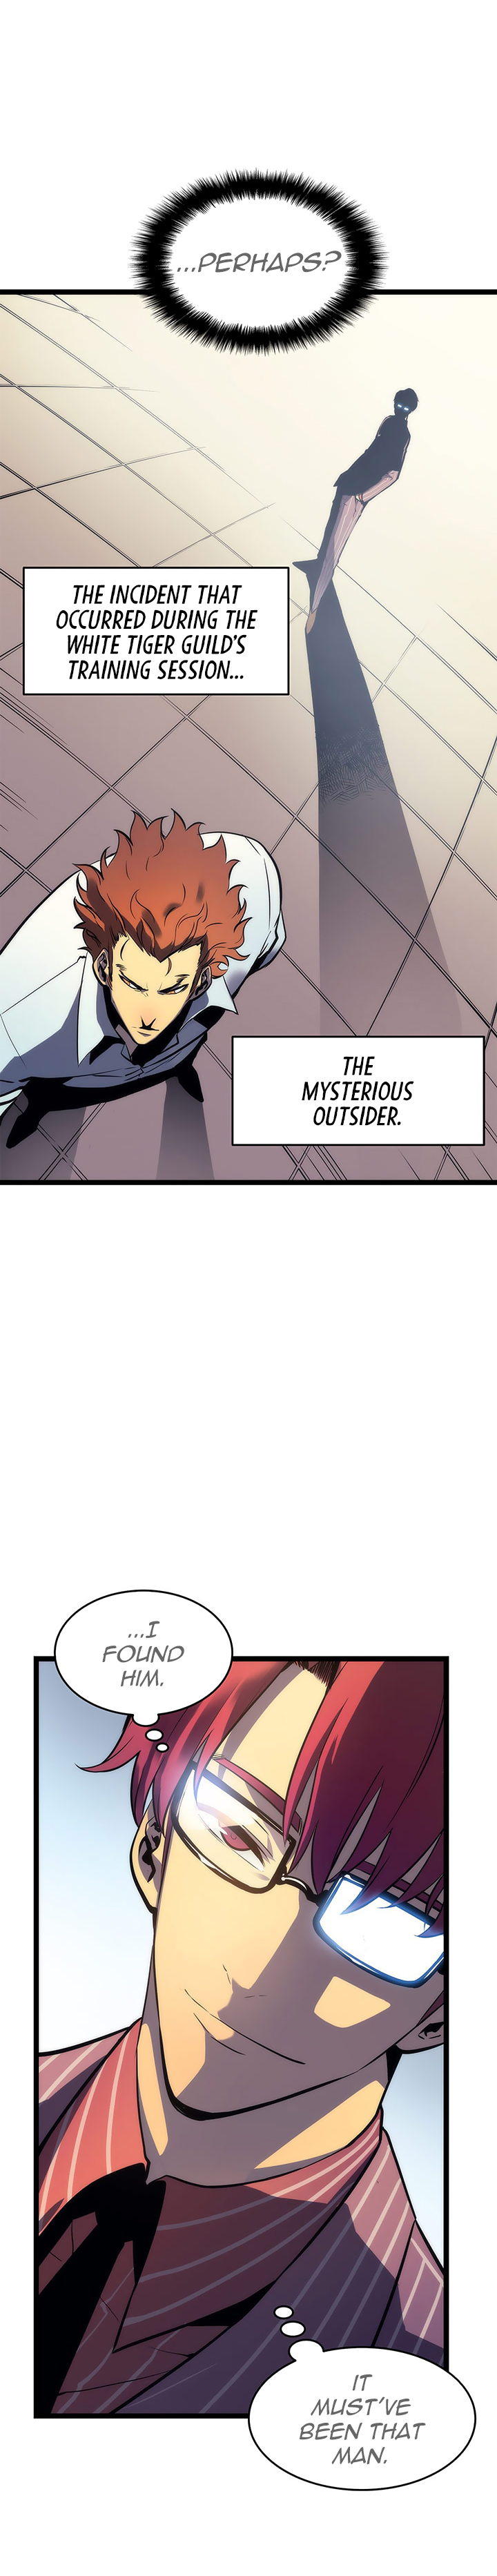 ...PERHAPS?
THE INCIDENT THAT
OCCURRED DURING THE
WHITE TIGER GUILD'S
TRAINING SESSION...
THE
MYSTERIOUS
OUTSIDER.
...I
FOUND
HIM.
IT
MUST'VE
BEEN THAT
MAN.